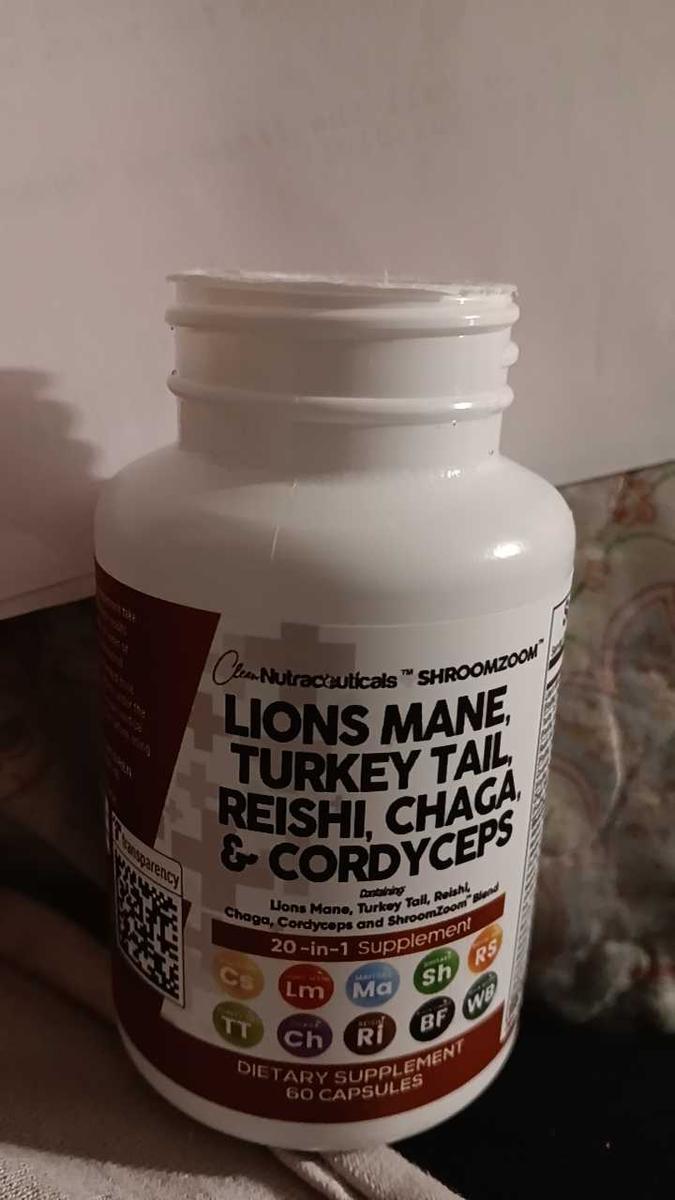 Clean Nutraceuticals™ SHROOMZOOM™
LIONS MANE,
TURKEY TAIL,
REISHI, CHAGA,
& CORDYCEPS
Containing
Lions Mane, Turkey Tail, Reishi,
Chaga, Cordyceps and ShroomZoom™ Blend
20-in-1 Supplement
Cs Lm Ma Sh RS
TT Ch Ri BF WB
DIETARY SUPPLEMENT
60 CAPSULES
Transparency